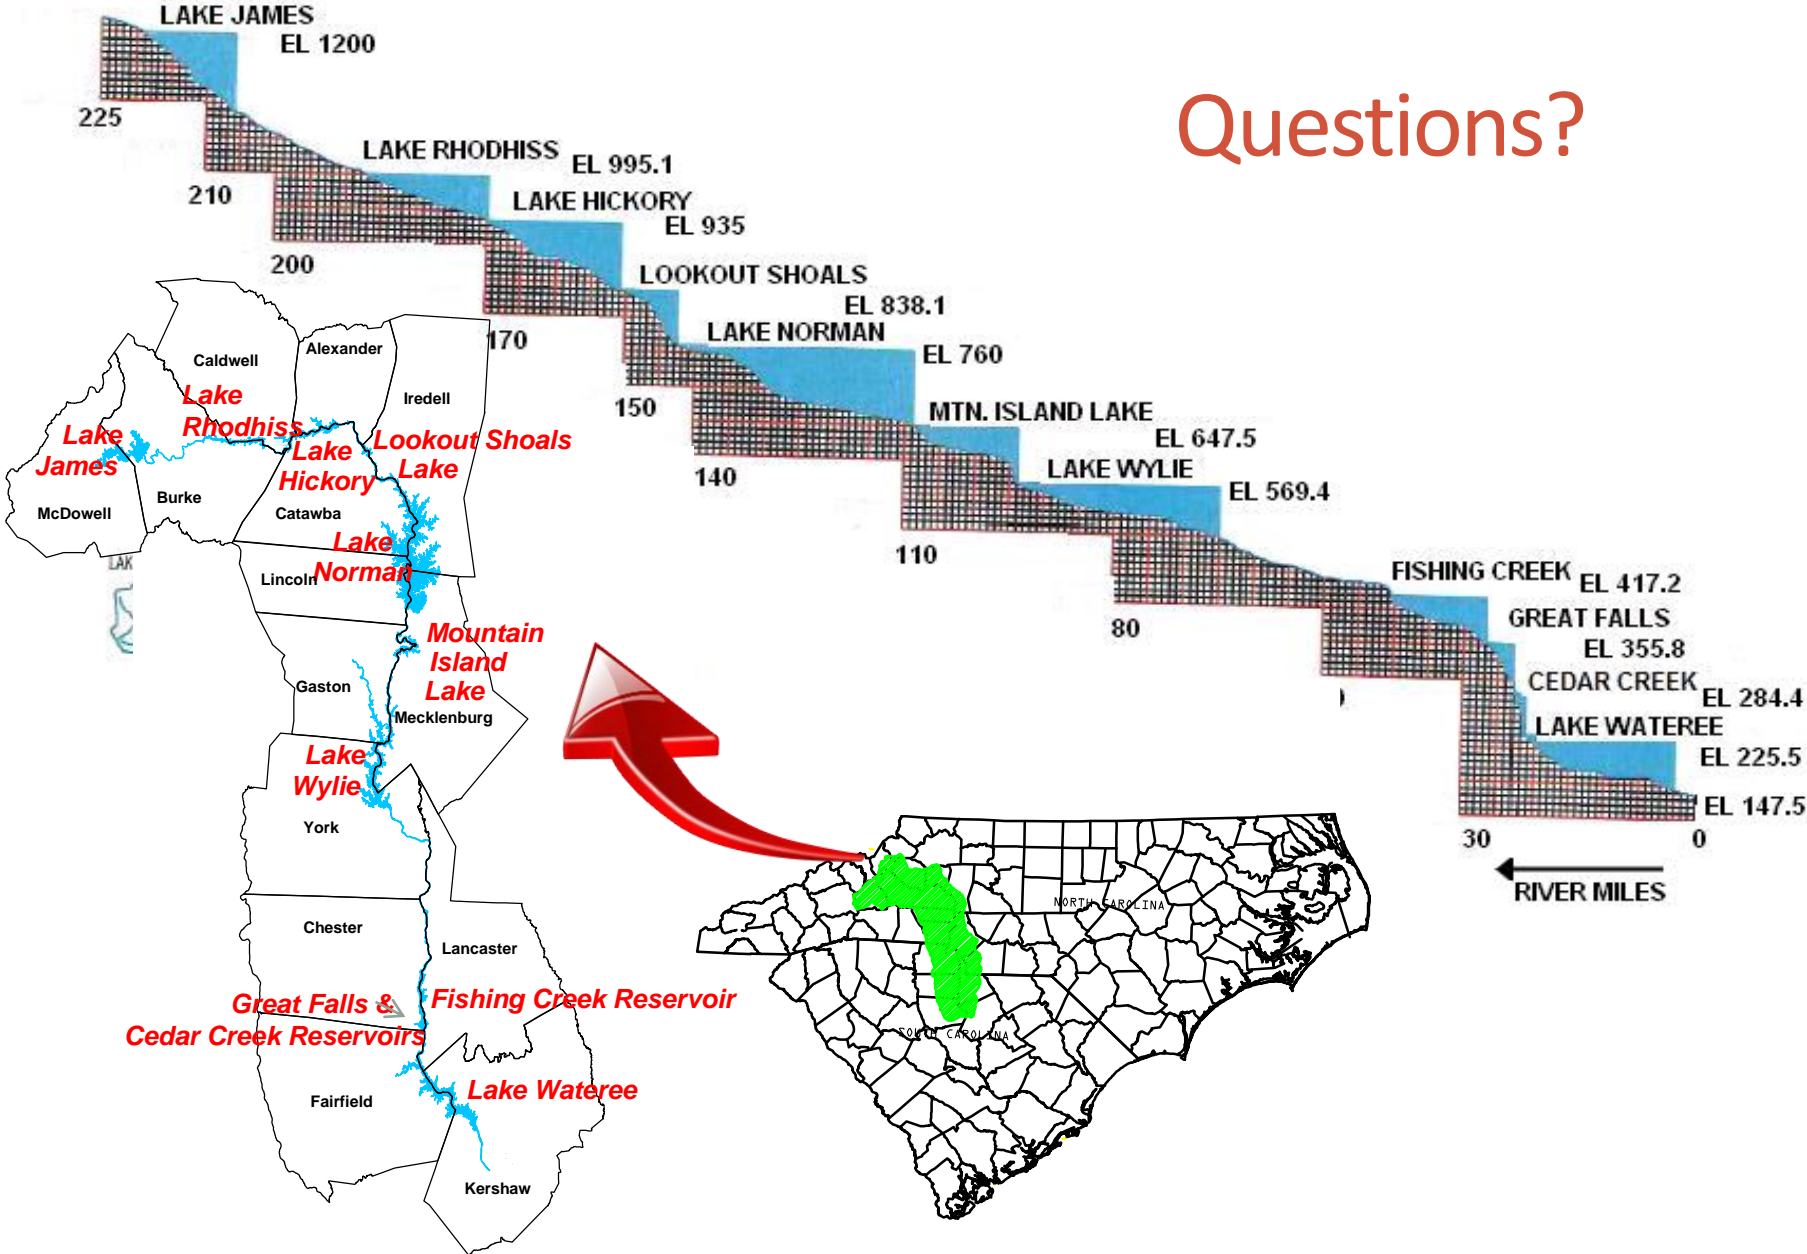 LAKE JAMES
EL 1200
225
Questions?
LAKE RHODHISS
EL 995.1
210
LAKE HICKORY
EL 935
200
LOOKOUT SHOALS
EL 838.1
170
LAKE NORMAN
EL 760
150
MTN. ISLAND LAKE
EL 647.5
140
LAKE WYLIE
EL 569.4
110
FISHING CREEK
EL 417.2
80
GREAT FALLS
EL 355.8
CEDAR CREEK
EL 284.4
LAKE WATEREE
EL 225.5
EL 147.5
30
0
RIVER MILES
Caldwell
Alexander
Iredell
Lake
Rhodhiss
Lake
James
Lookout Shoals
Lake
Lake
Hickory
Burke
McDowell
Catawba
LAK
Lake
Norman
Lincoln
Mountain
Island
Lake
Gaston
Mecklenburg
Lake
Wylie
York
Chester
Lancaster
Great Falls &
Cedar Creek Reservoirs
Fishing Creek Reservoir
Lake Wateree
Fairfield
Kershaw
NORTH CAROLINA
SOUTH CAROLINA